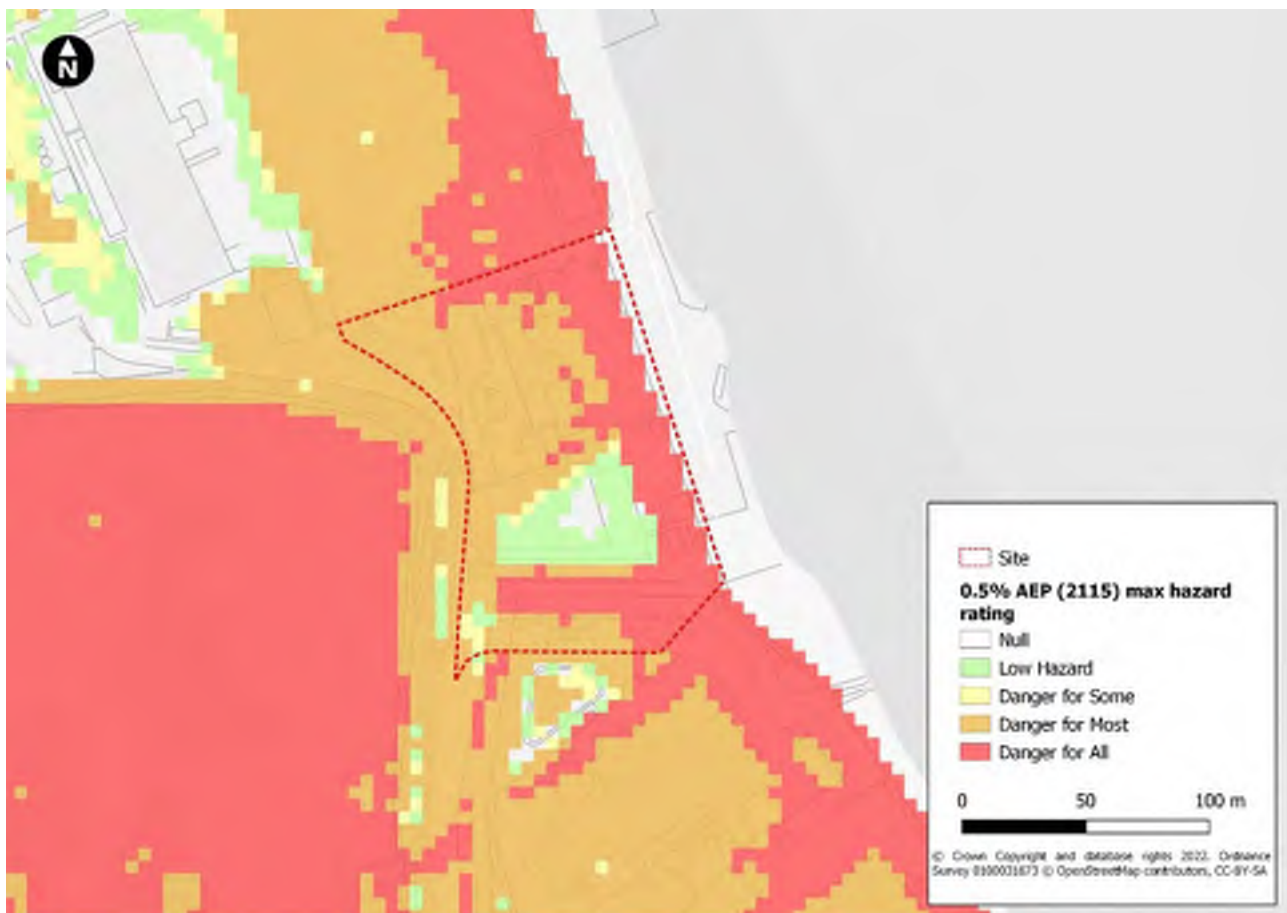 N
Site
0.5% AEP (2115) max hazard
rating
Null
Low Hazard
Danger for Some
Danger for Most
Danger for All
0 50 100 m
© Crown Copyright and database rights 2022. Ordnance
Survey 0100031673 © OpenStreetMap contributors, CC-BY-SA